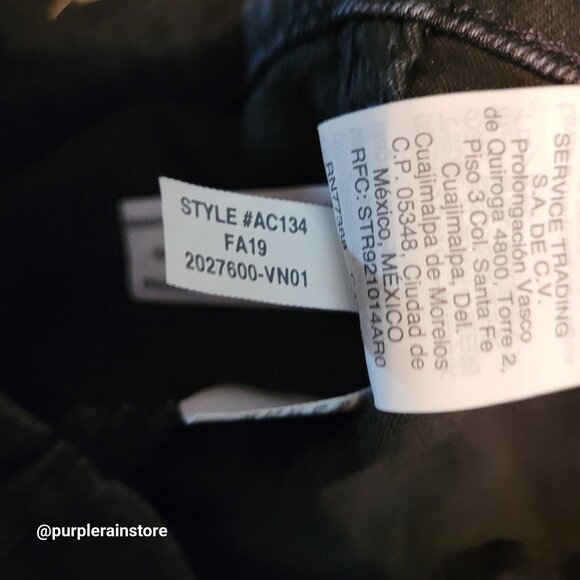 STYLE #AC134
FA19
2027600-VN01
SERVICE TRADING
S.A. DE C.V.
Prolongación Vasco
de Quiroga 4800, Torre 2,
Piso 3 Col. Santa Fe
Cuajimalpa, Del.
Cuajimalpa de Morelos
C.P. 05348, Ciudad de
México, MÉXICO
RFC: STR921014AR0
@purplerainstore